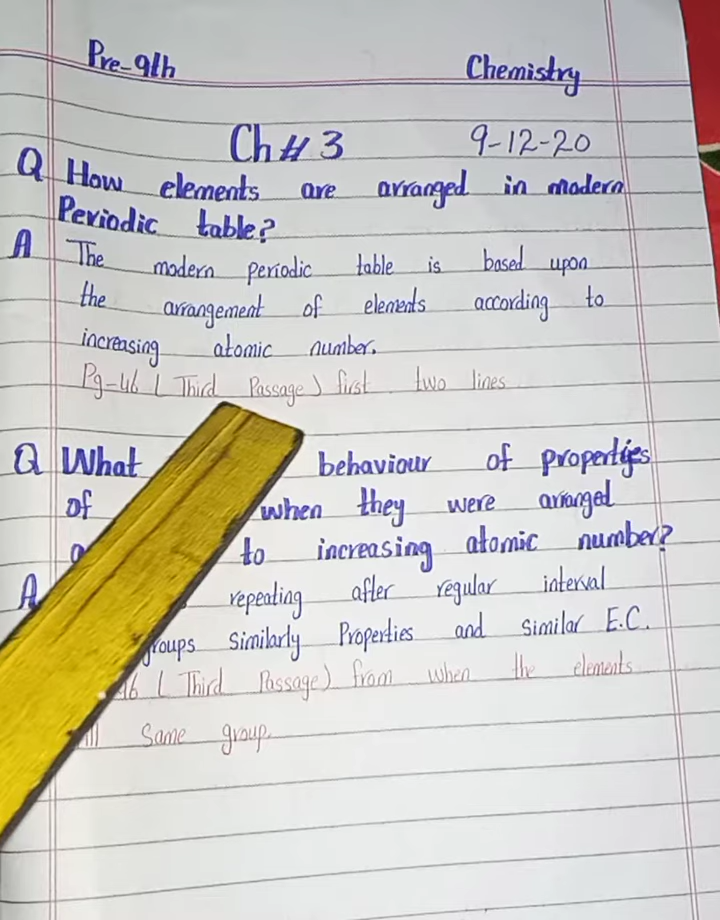 Pre-9th Chemistry
Ch # 3 9-12-20
Q How elements are arranged in modern
Periodic table?
A The modern periodic table is based upon
the arrangement of elements according to
increasing atomic number.
Pg-46 ( Third Passage) first two lines
Q What behaviour of properties
of when they were arranged
to increasing atomic number?
A repeating after regular interval
groups similarly Properties and similar E.C.
46 ( Third Passage) from when the elements
same group.